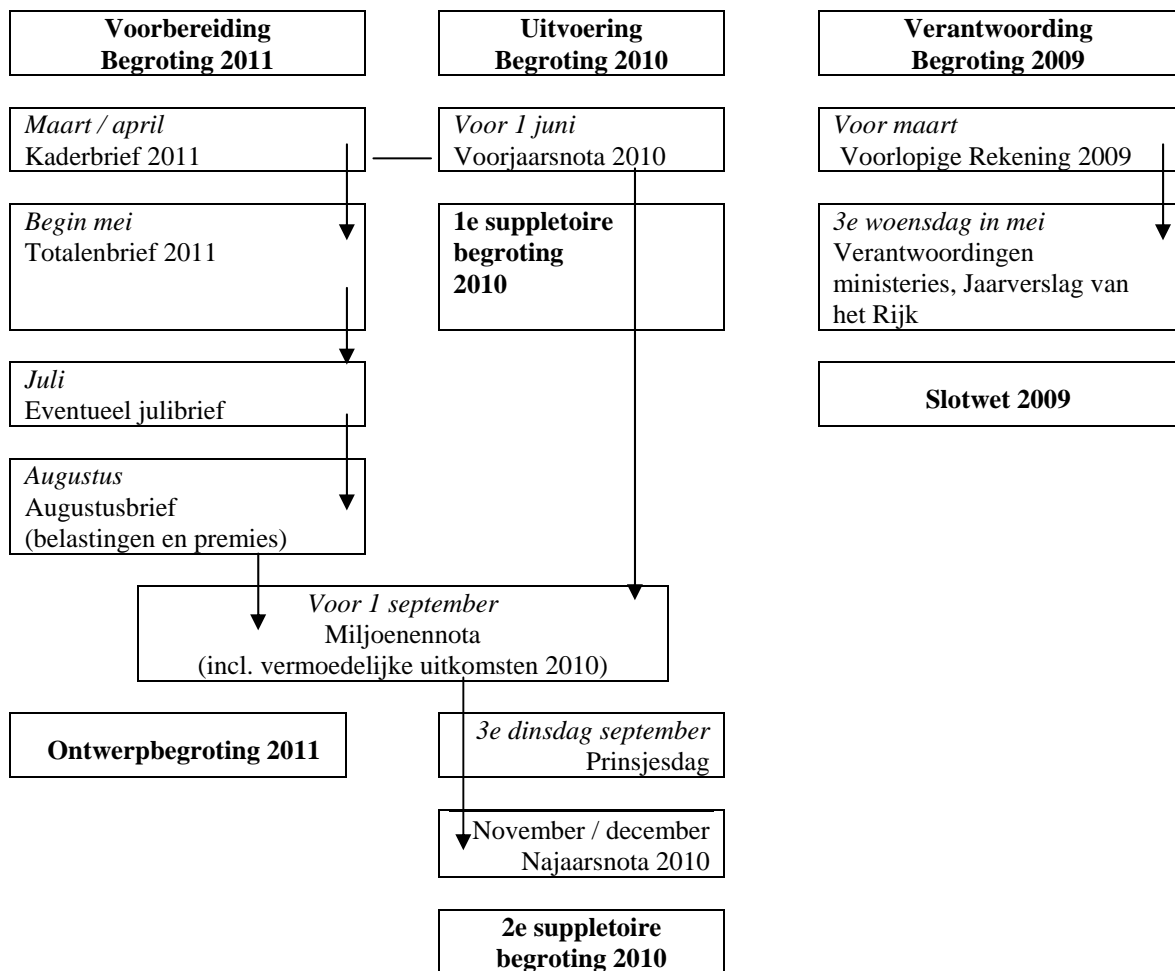 Voorbereiding
Begroting 2011
Uitvoering
Begroting 2010
Verantwoording
Begroting 2009
Maart / april
Kaderbrief 2011
Voor 1 juni
Voorjaarsnota 2010
Voor maart
Voorlopige Rekening 2009
Begin mei
Totalenbrief 2011
1e suppletoire
begroting
2010
3e woensdag in mei
Verantwoordingen
ministeries, Jaarverslag van
het Rijk
Juli
Eventueel julibrief
Slotwet 2009
Augustus
Augustusbrief
(belastingen en premies)
Voor 1 september
Miljoenennota
(incl. vermoedelijke uitkomsten 2010)
Ontwerpbegroting 2011
3e dinsdag september
Prinsjesdag
November / december
Najaarsnota 2010
2e suppletoire
begroting 2010